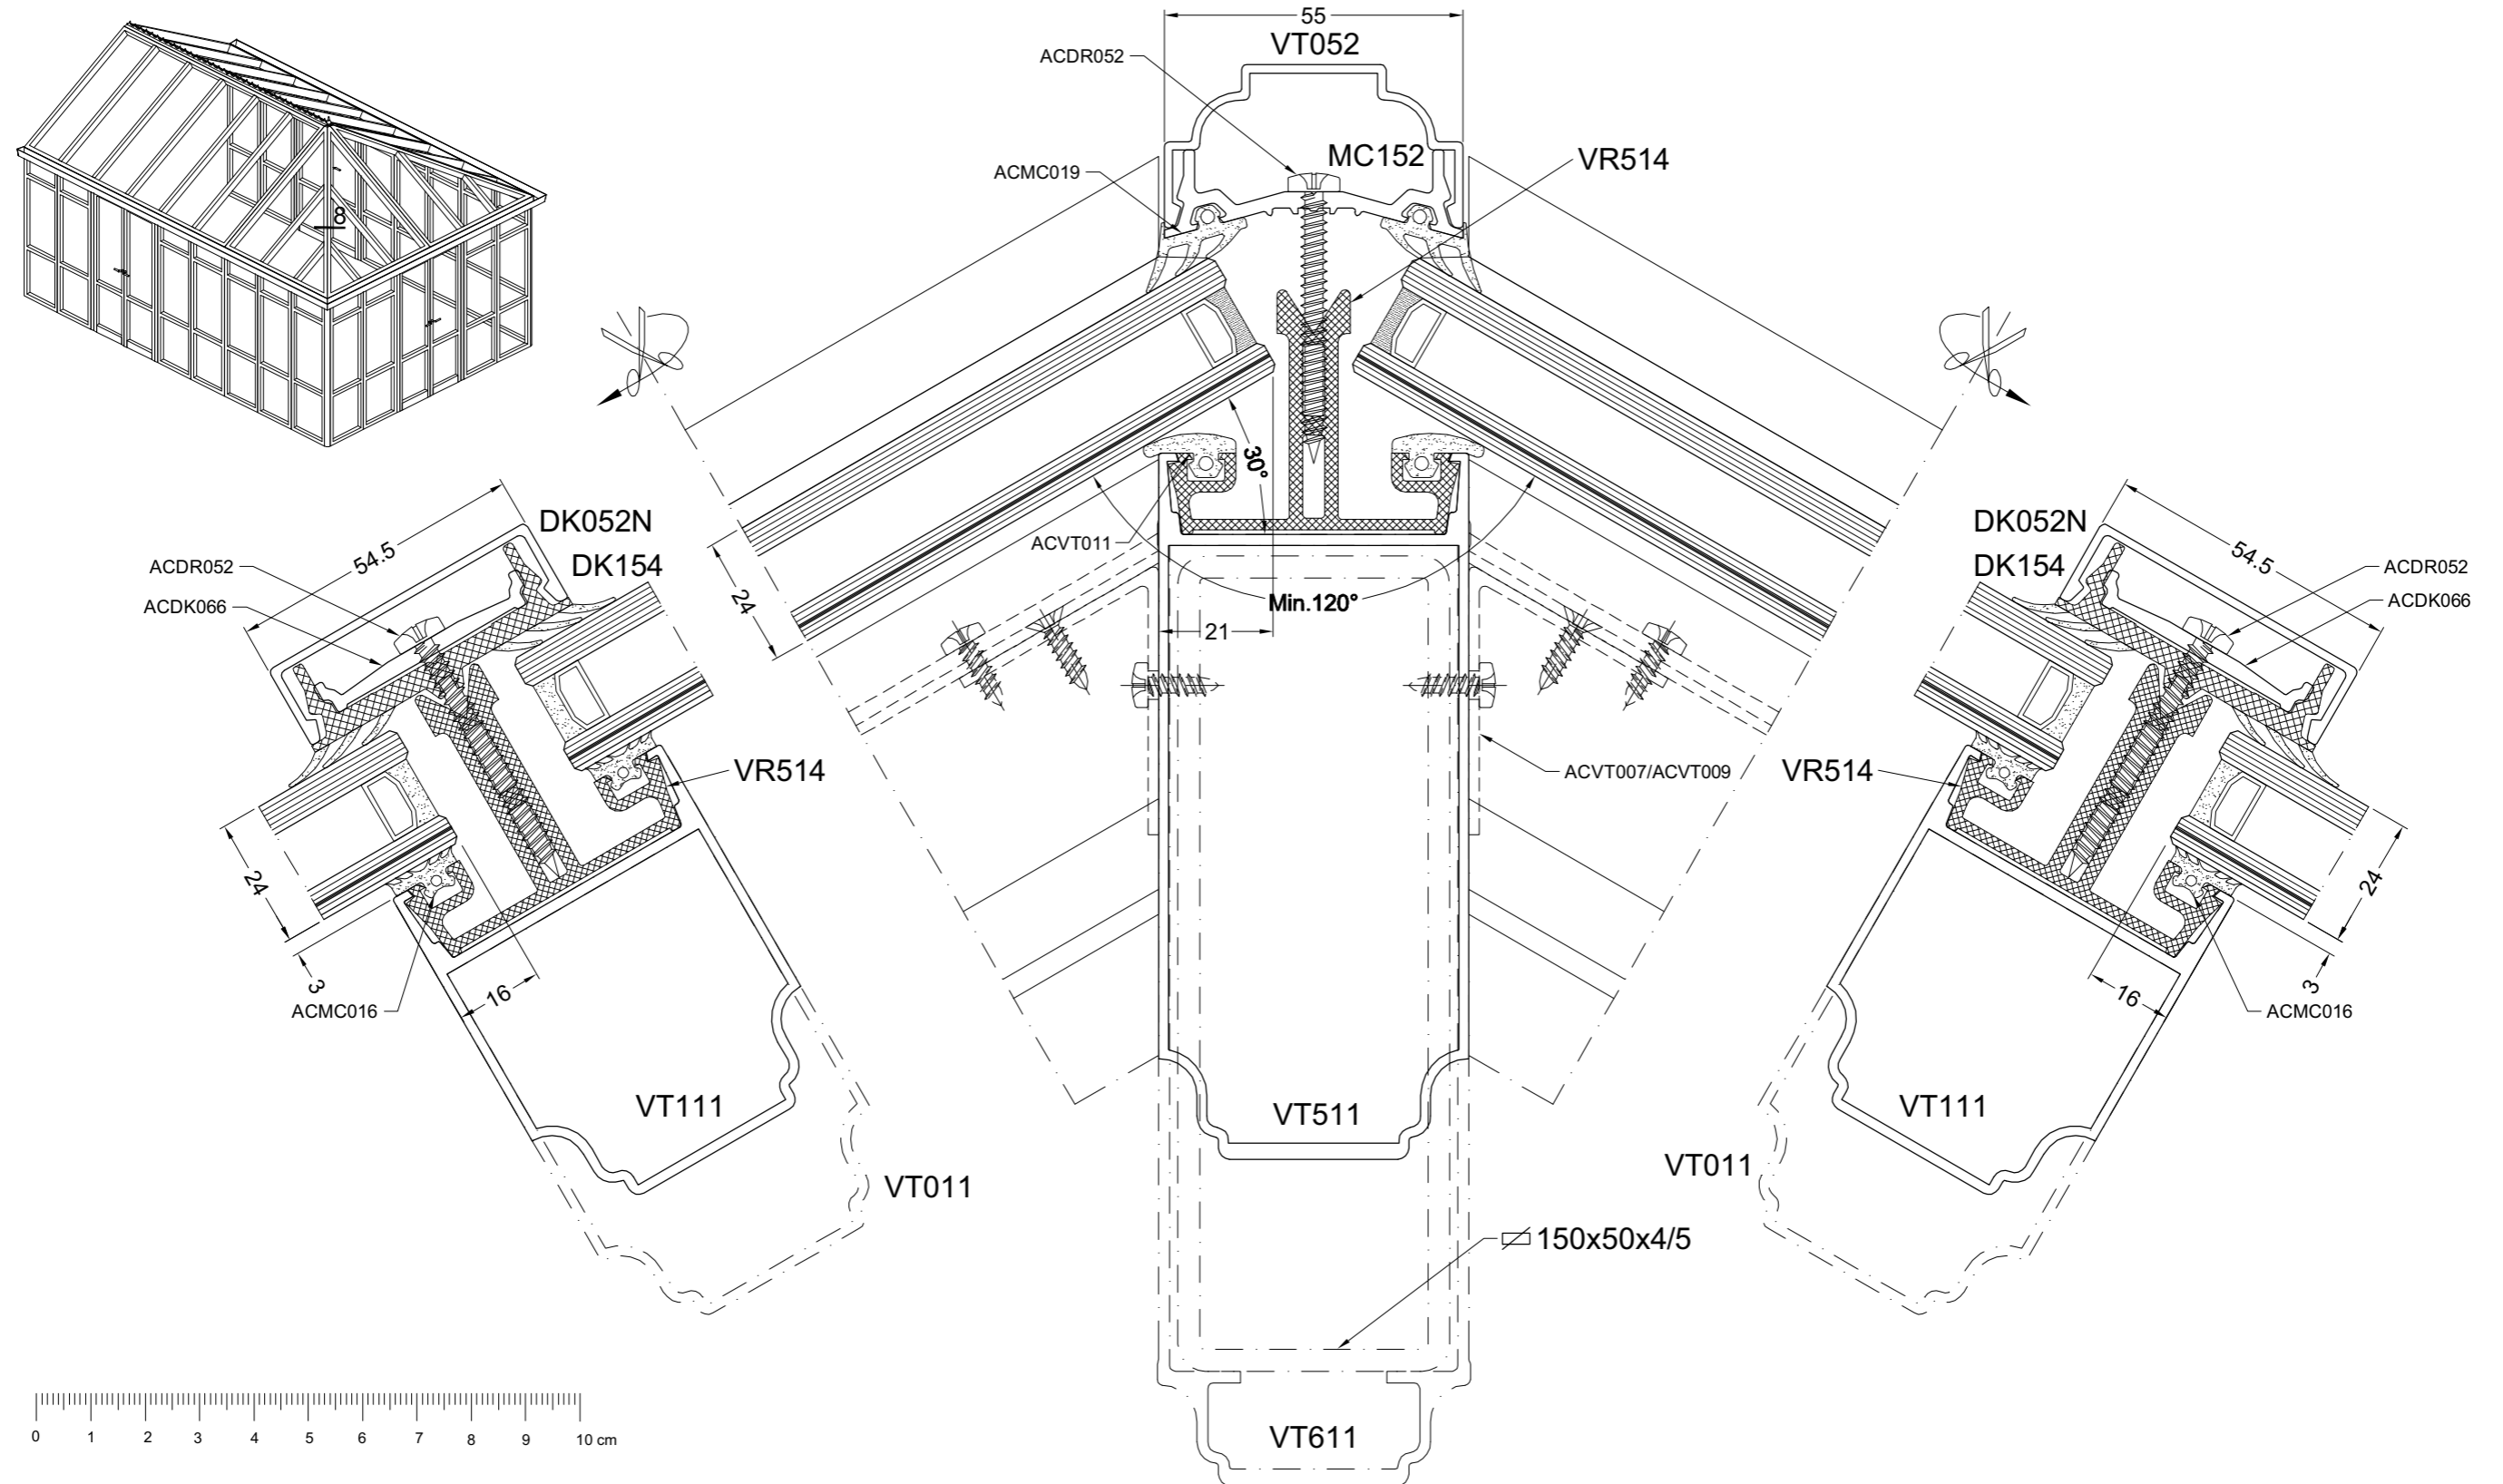 55
VT052
ACDR052
MC152
VR514
ACMC019
8
30°
ACVT011
Min.120°
21
24
DK052N
DK154
54.5
ACDR052
ACDK066
VR514
24
3
16
ACMC016
VT111
VT011
DK052N
DK154
54.5
ACDR052
ACDK066
ACVT007/ACVT009
VR514
24
3
16
ACMC016
VT111
VT011
VT511
150x50x4/5
VT611
0 1 2 3 4 5 6 7 8 9 10 cm